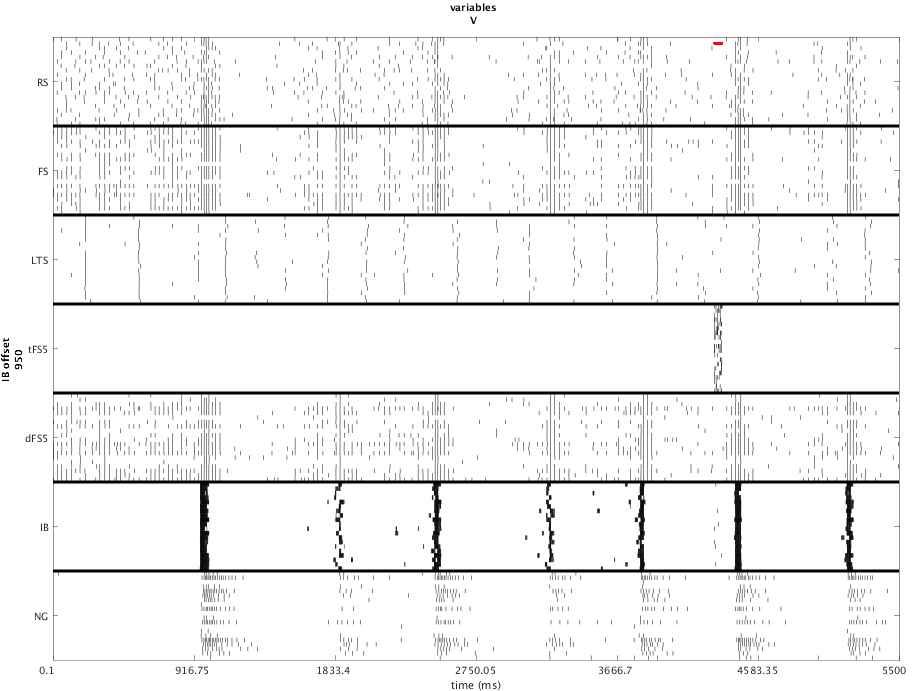 variables
V
RS
FS
LTS
tFS5
dFS5
IB
NG
IB offset
950
0.1
916.75
1833.4
2750.05
3666.7
4583.35
5500
time (ms)